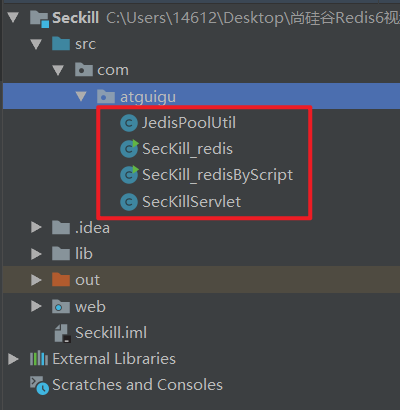 Seckill C:\Users\14612\Desktop\尚硅谷Redis6视
src
com
atguigu
JedisPoolUtil
SecKill_redis
SecKill_redisByScript
SecKillServlet
.idea
lib
out
web
Seckill.iml
External Libraries
Scratches and Consoles